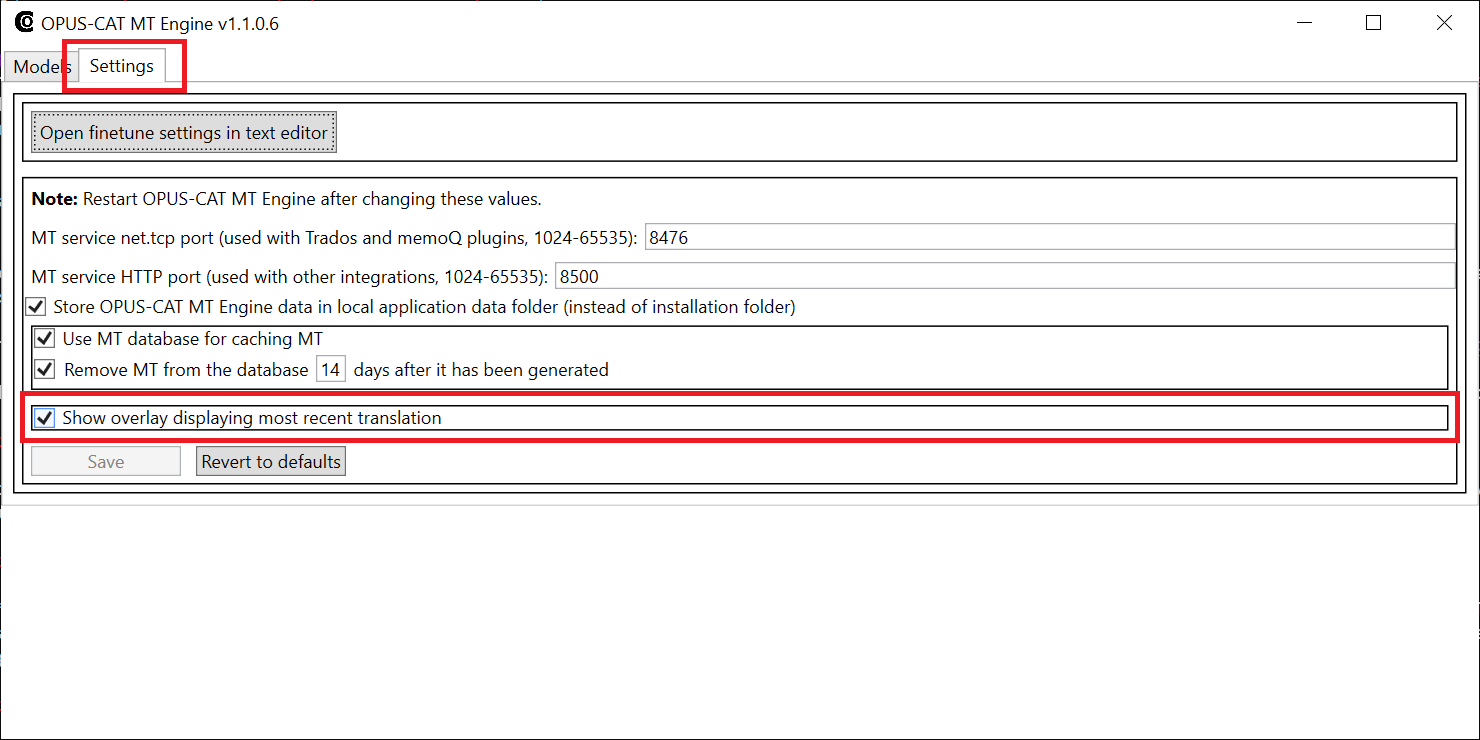 OPUS-CAT MT Engine v1.1.0.6
Models Settings
Open finetune settings in text editor
Note: Restart OPUS-CAT MT Engine after changing these values.
MT service net.tcp port (used with Trados and memoQ plugins, 1024-65535): 8476
MT service HTTP port (used with other integrations, 1024-65535): 8500
Store OPUS-CAT MT Engine data in local application data folder (instead of installation folder)
Use MT database for caching MT
Remove MT from the database 14 days after it has been generated
Show overlay displaying most recent translation
Save Revert to defaults